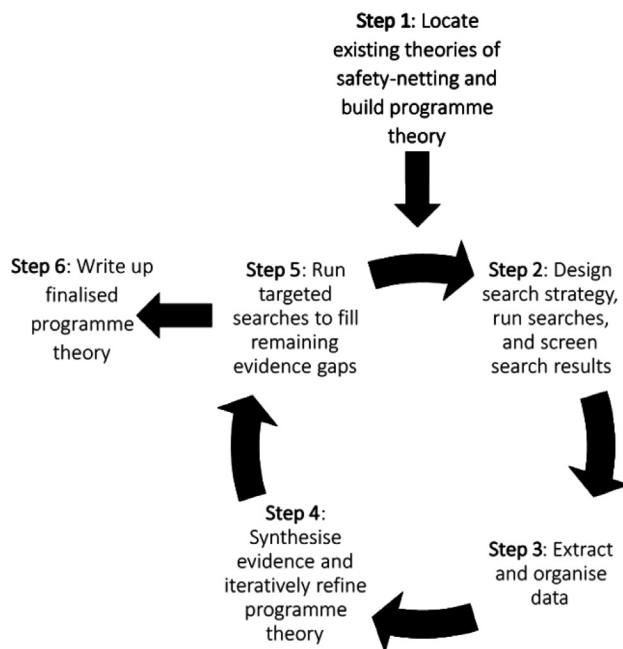 Step 1: Locate
existing theories of
safety-netting and
build programme
theory
Step 2: Design
search strategy,
run searches,
and screen
search results
Step 3: Extract
and organise
data
Step 4:
Synthesise
evidence and
iteratively refine
programme
theory
Step 5: Run
targeted
searches to fill
remaining
evidence gaps
Step 6: Write up
finalised
programme
theory